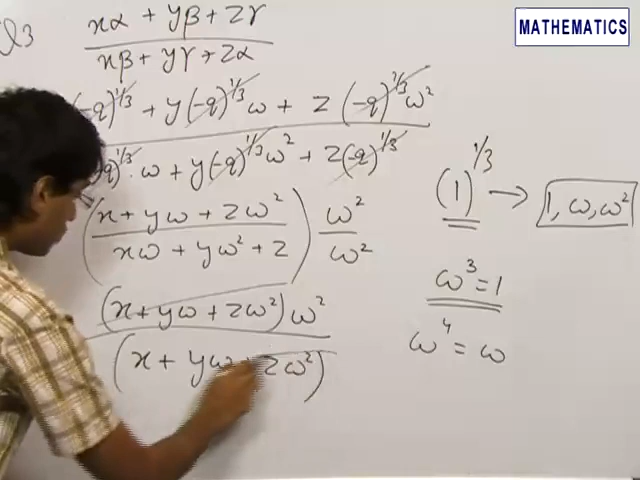 MATHEMATICS
xα + yβ + zγ
xβ + yγ + zα
(-q)^1/3 + y(-q)^1/3 ω + z(-q)^1/3 ω²
q)^1/3 . ω + y(-q)^1/3 ω² + z(-q)^1/3
(1)^1/3 → 1, ω, ω²
(x + yω + zω² ω²
xω + yω² + z) ω²
ω³ = 1
(x + yω + zω²) ω²
ω⁴ = ω
(x + yω + zω²)